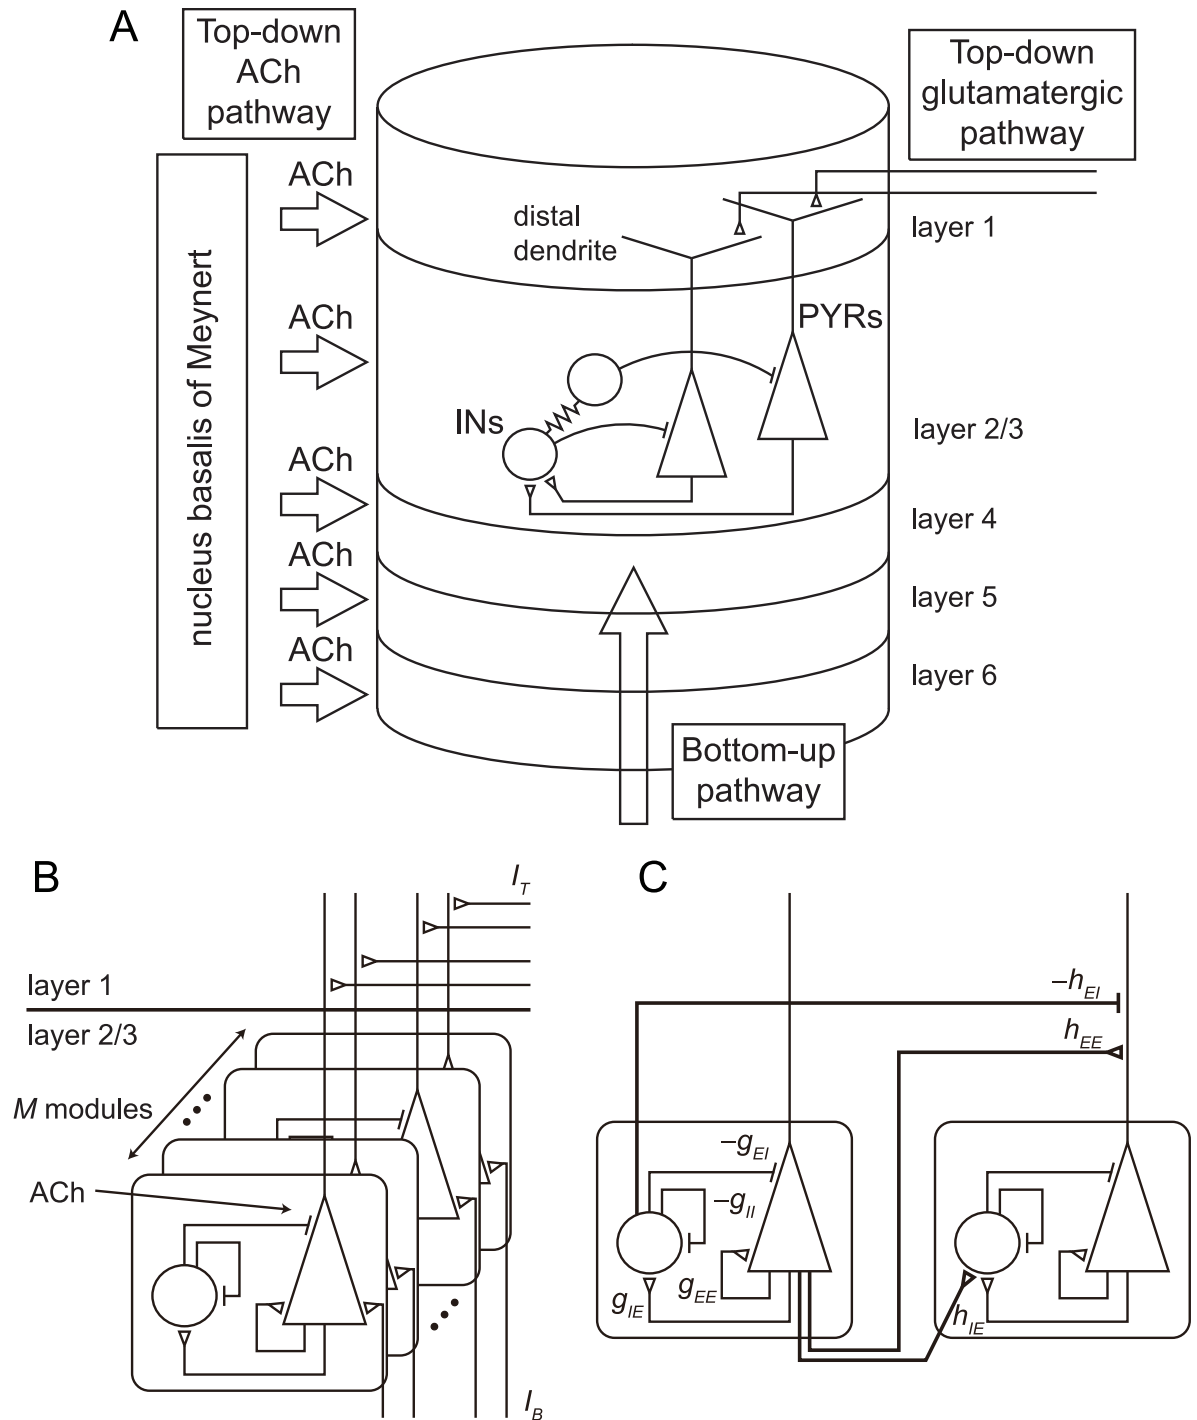 A
Top-down
ACh
pathway
Top-down
glutamatergic
pathway
nucleus basalis of Meynert
ACh
ACh
ACh
ACh
ACh
distal
dendrite
PYRs
INs
layer 1
layer 2/3
layer 4
layer 5
layer 6
Bottom-up
pathway
B
I_T
layer 1
layer 2/3
M modules
ACh
I_B
C
–h_EI
h_EE
–g_EI
–g_II
g_EE
g_IE
h_IE